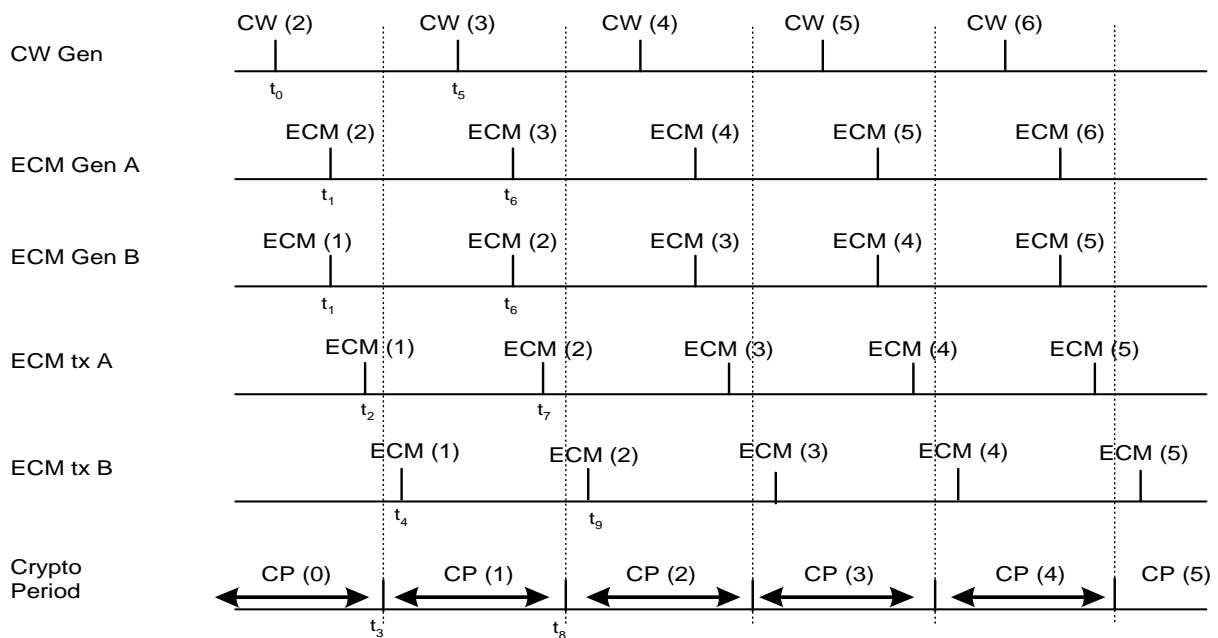 CW (2) CW (3) CW (4) CW (5) CW (6)
CW Gen
t0 t5
ECM (2) ECM (3) ECM (4) ECM (5) ECM (6)
ECM Gen A
t1 t6
ECM (1) ECM (2) ECM (3) ECM (4) ECM (5)
ECM Gen B
t1 t6
ECM (1) ECM (2) ECM (3) ECM (4) ECM (5)
ECM tx A
t2 t7
ECM (1) ECM (2) ECM (3) ECM (4) ECM (5)
ECM tx B
t4 t9
Crypto
Period
CP (0) CP (1) CP (2) CP (3) CP (4) CP (5)
t3 t8